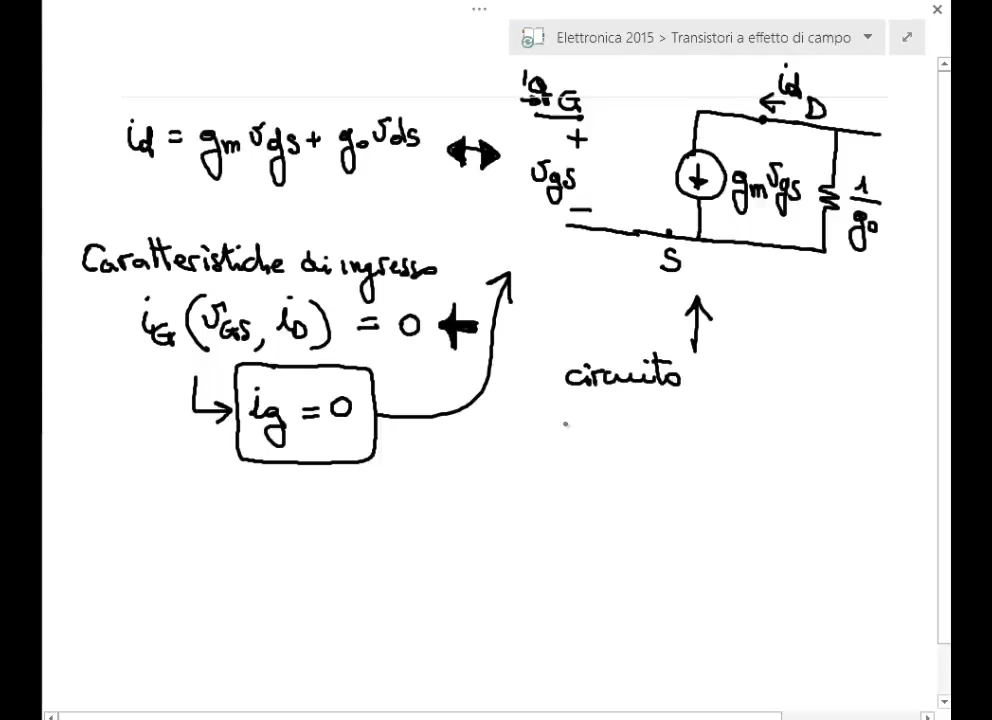 Elettronica 2015 > Transistori a effetto di campo
id = gm vgs + go vds
G
+
vgs
−
id
D
gm vgs
1/go
S
Caratteristiche di ingresso
iG (vGS, iD) = 0
ig = 0
circuito